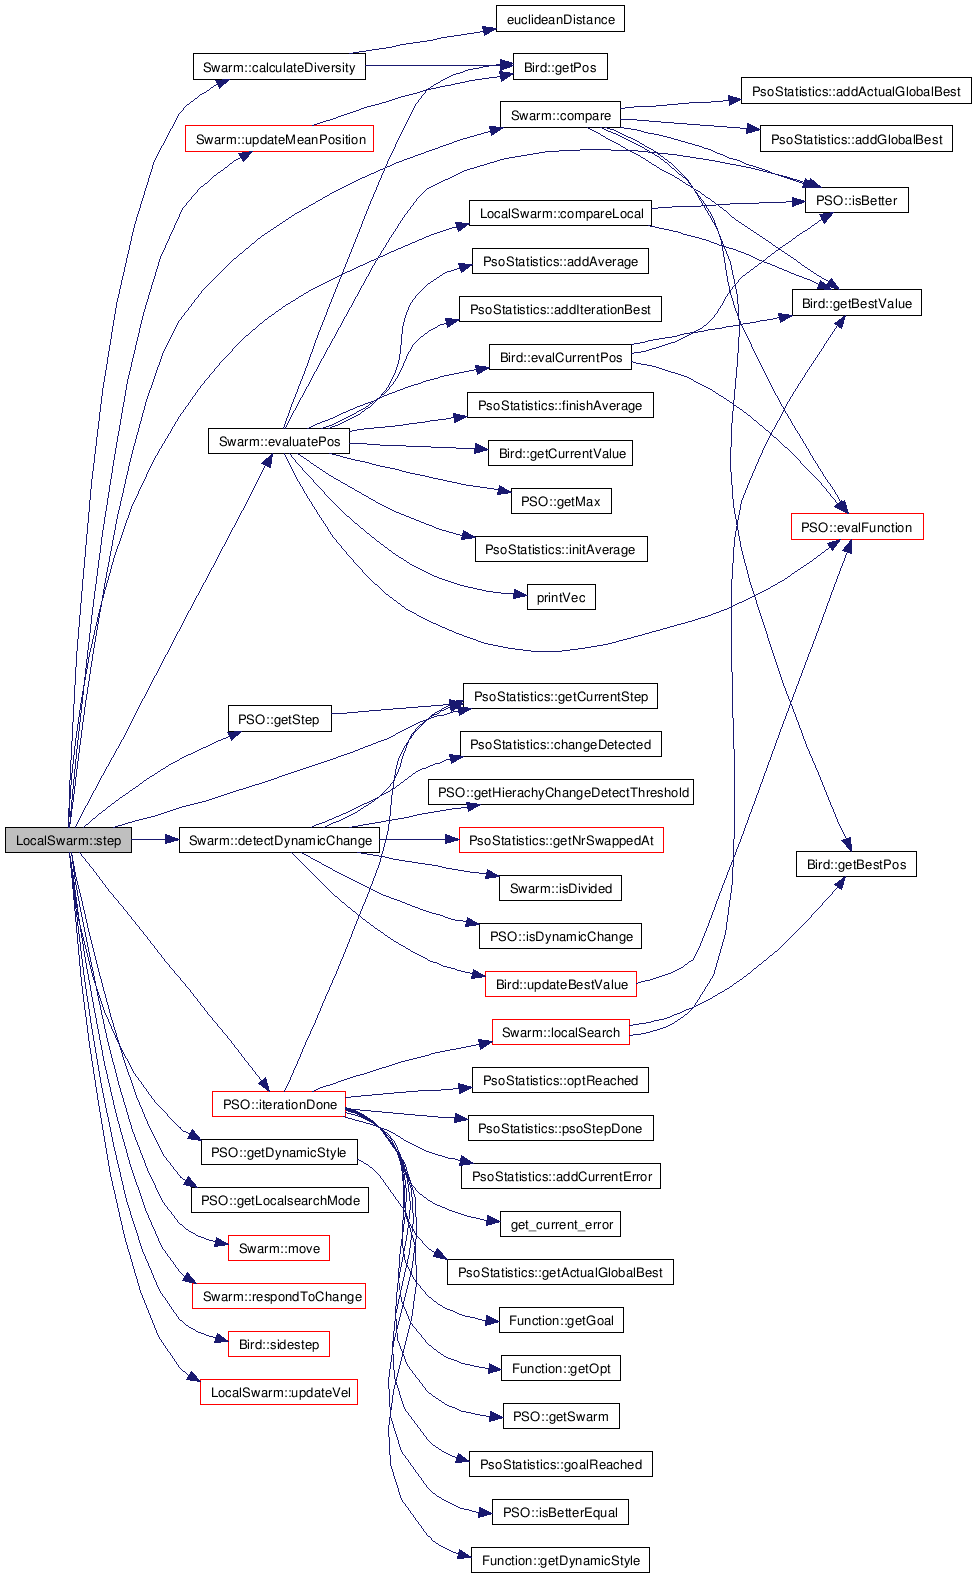 euclideanDistance
Swarm::calculateDiversity
Bird::getPos
PsoStatistics::addActualGlobalBest
Swarm::compare
Swarm::updateMeanPosition
PsoStatistics::addGlobalBest
PSO::isBetter
LocalSwarm::compareLocal
PsoStatistics::addAverage
Bird::getBestValue
PsoStatistics::addIterationBest
Bird::evalCurrentPos
PsoStatistics::finishAverage
Swarm::evaluatePos
Bird::getCurrentValue
PSO::getMax
PSO::evalFunction
PsoStatistics::initAverage
printVec
PsoStatistics::getCurrentStep
PSO::getStep
PsoStatistics::changeDetected
PSO::getHierachyChangeDetectThreshold
LocalSwarm::step
Swarm::detectDynamicChange
PsoStatistics::getNrSwappedAt
Bird::getBestPos
Swarm::isDivided
PSO::isDynamicChange
Bird::updateBestValue
Swarm::localSearch
PsoStatistics::optReached
PSO::iterationDone
PsoStatistics::psoStepDone
PSO::getDynamicStyle
PsoStatistics::addCurrentError
PSO::getLocalsearchMode
get_current_error
Swarm::move
PsoStatistics::getActualGlobalBest
Swarm::respondToChange
Function::getGoal
Bird::sidestep
Function::getOpt
LocalSwarm::updateVel
PSO::getSwarm
PsoStatistics::goalReached
PSO::isBetterEqual
Function::getDynamicStyle